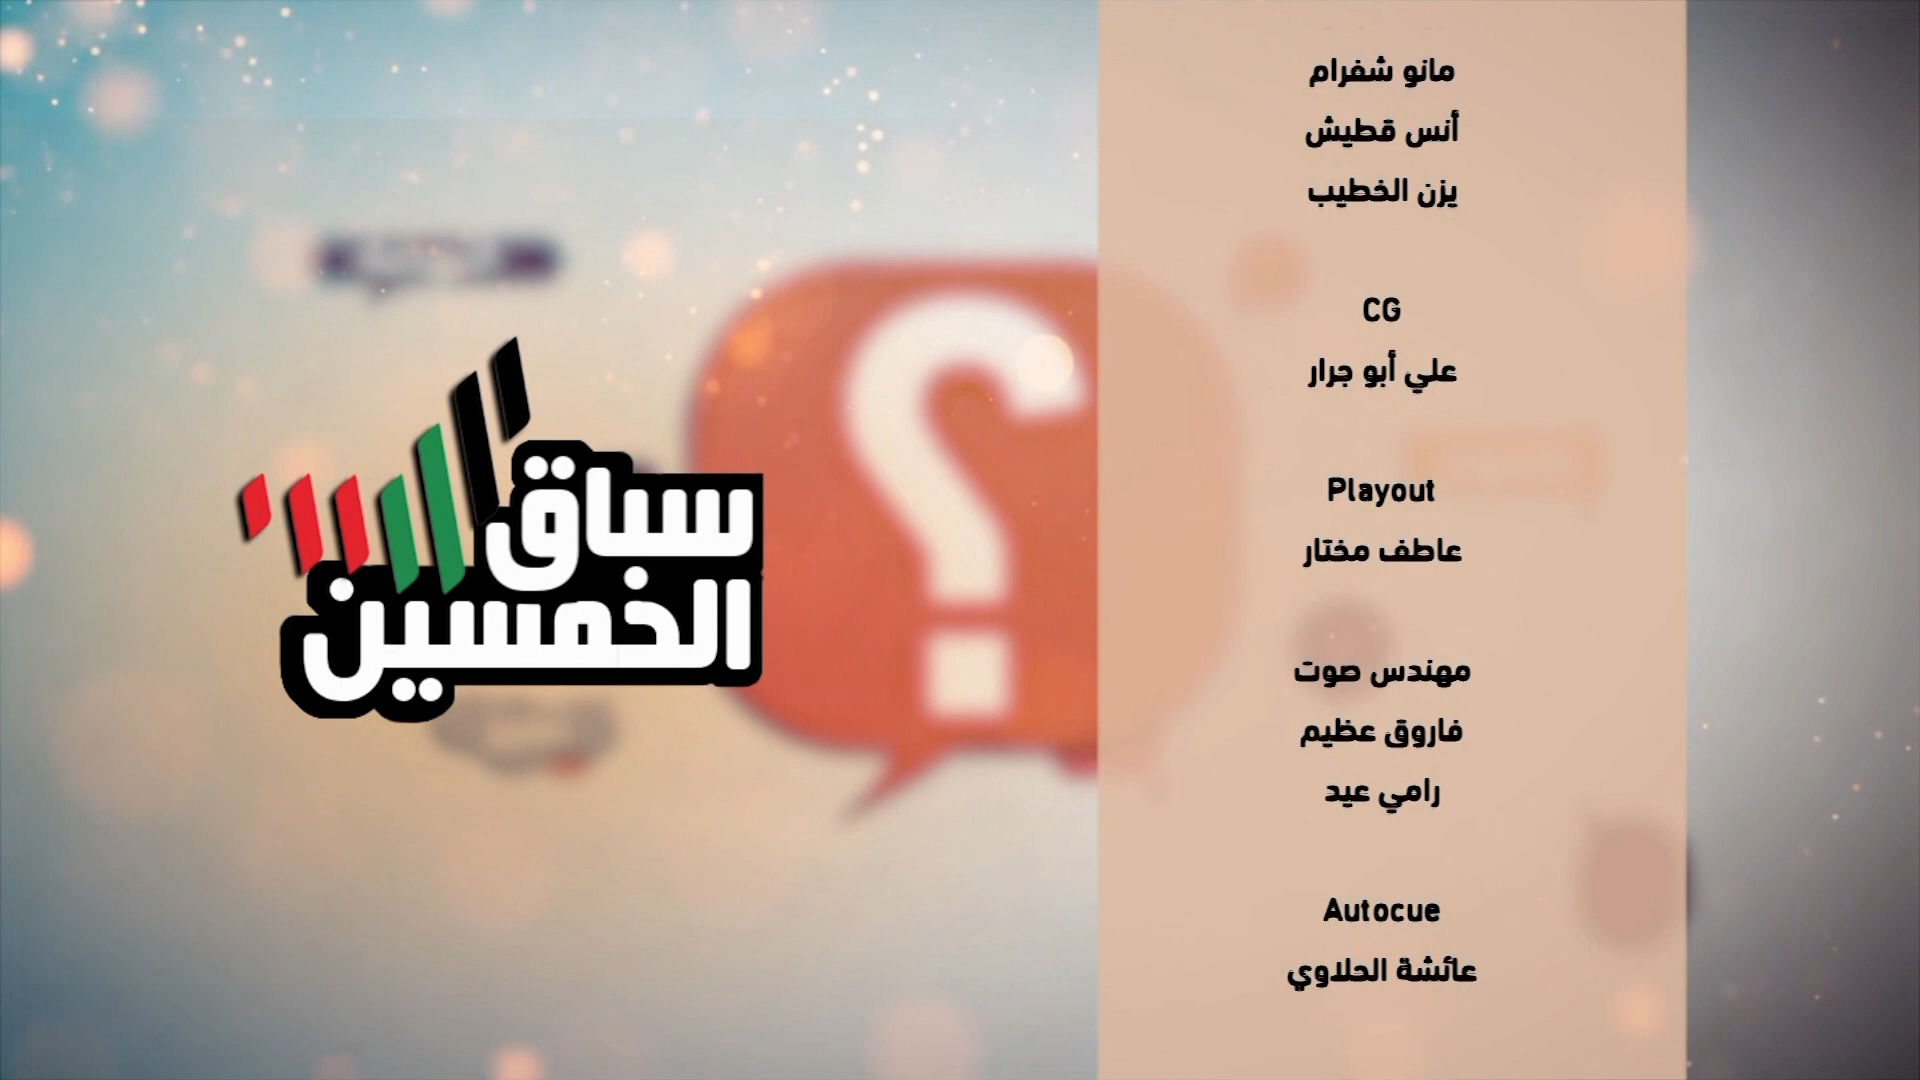 سباق
الخمسين
مانو شفرام
أنس قطيش
يزن الخطيب
CG
علي أبو جرار
Playout
عاطف مختار
مهندس صوت
فاروق عظيم
رامي عيد
Autocue
عائشة الحلاوي
؟